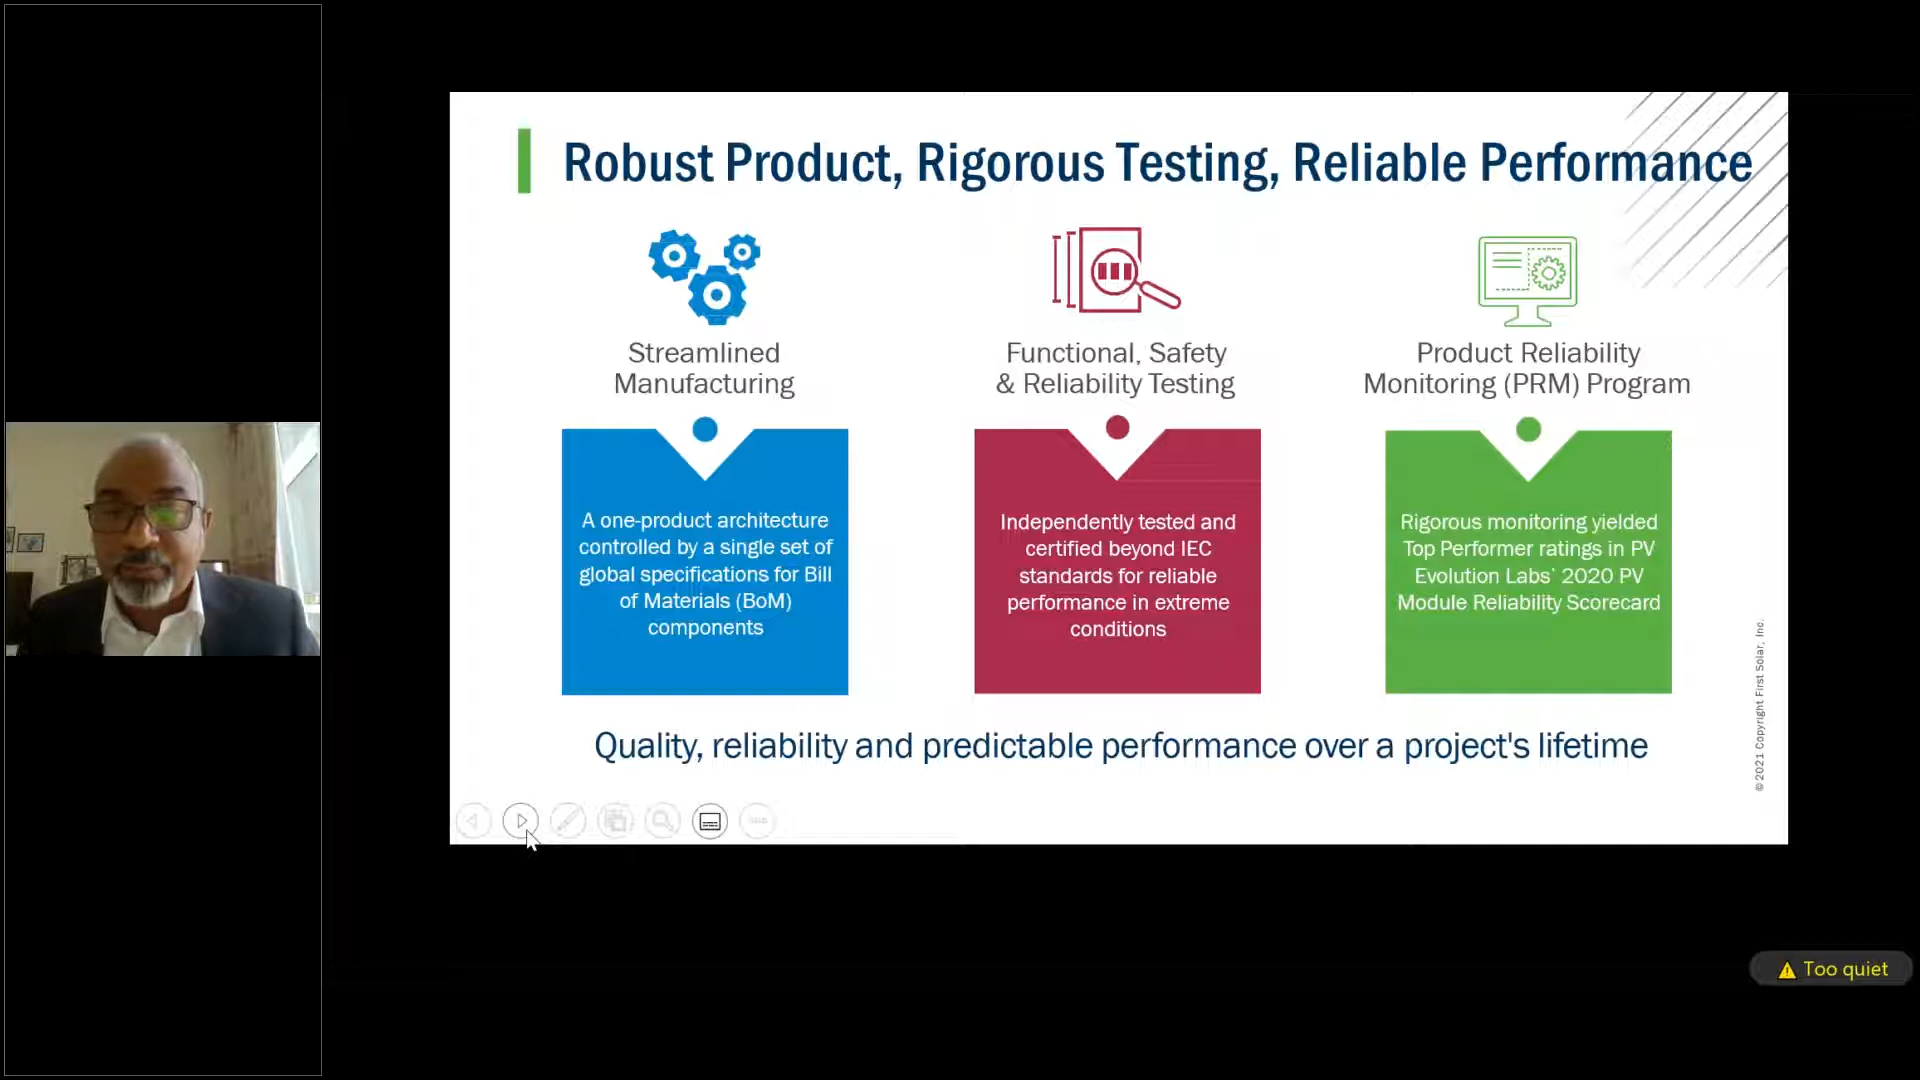 Robust Product, Rigorous Testing, Reliable Performance
Streamlined
Manufacturing
Functional, Safety
& Reliability Testing
Product Reliability
Monitoring (PRM) Program
A one-product architecture
controlled by a single set of
global specifications for Bill
of Materials (BoM)
components
Independently tested and
certified beyond IEC
standards for reliable
performance in extreme
conditions
Rigorous monitoring yielded
Top Performer ratings in PV
Evolution Labs' 2020 PV
Module Reliability Scorecard
Quality, reliability and predictable performance over a project's lifetime
©2021 Copyright First Solar, Inc.
Too quiet